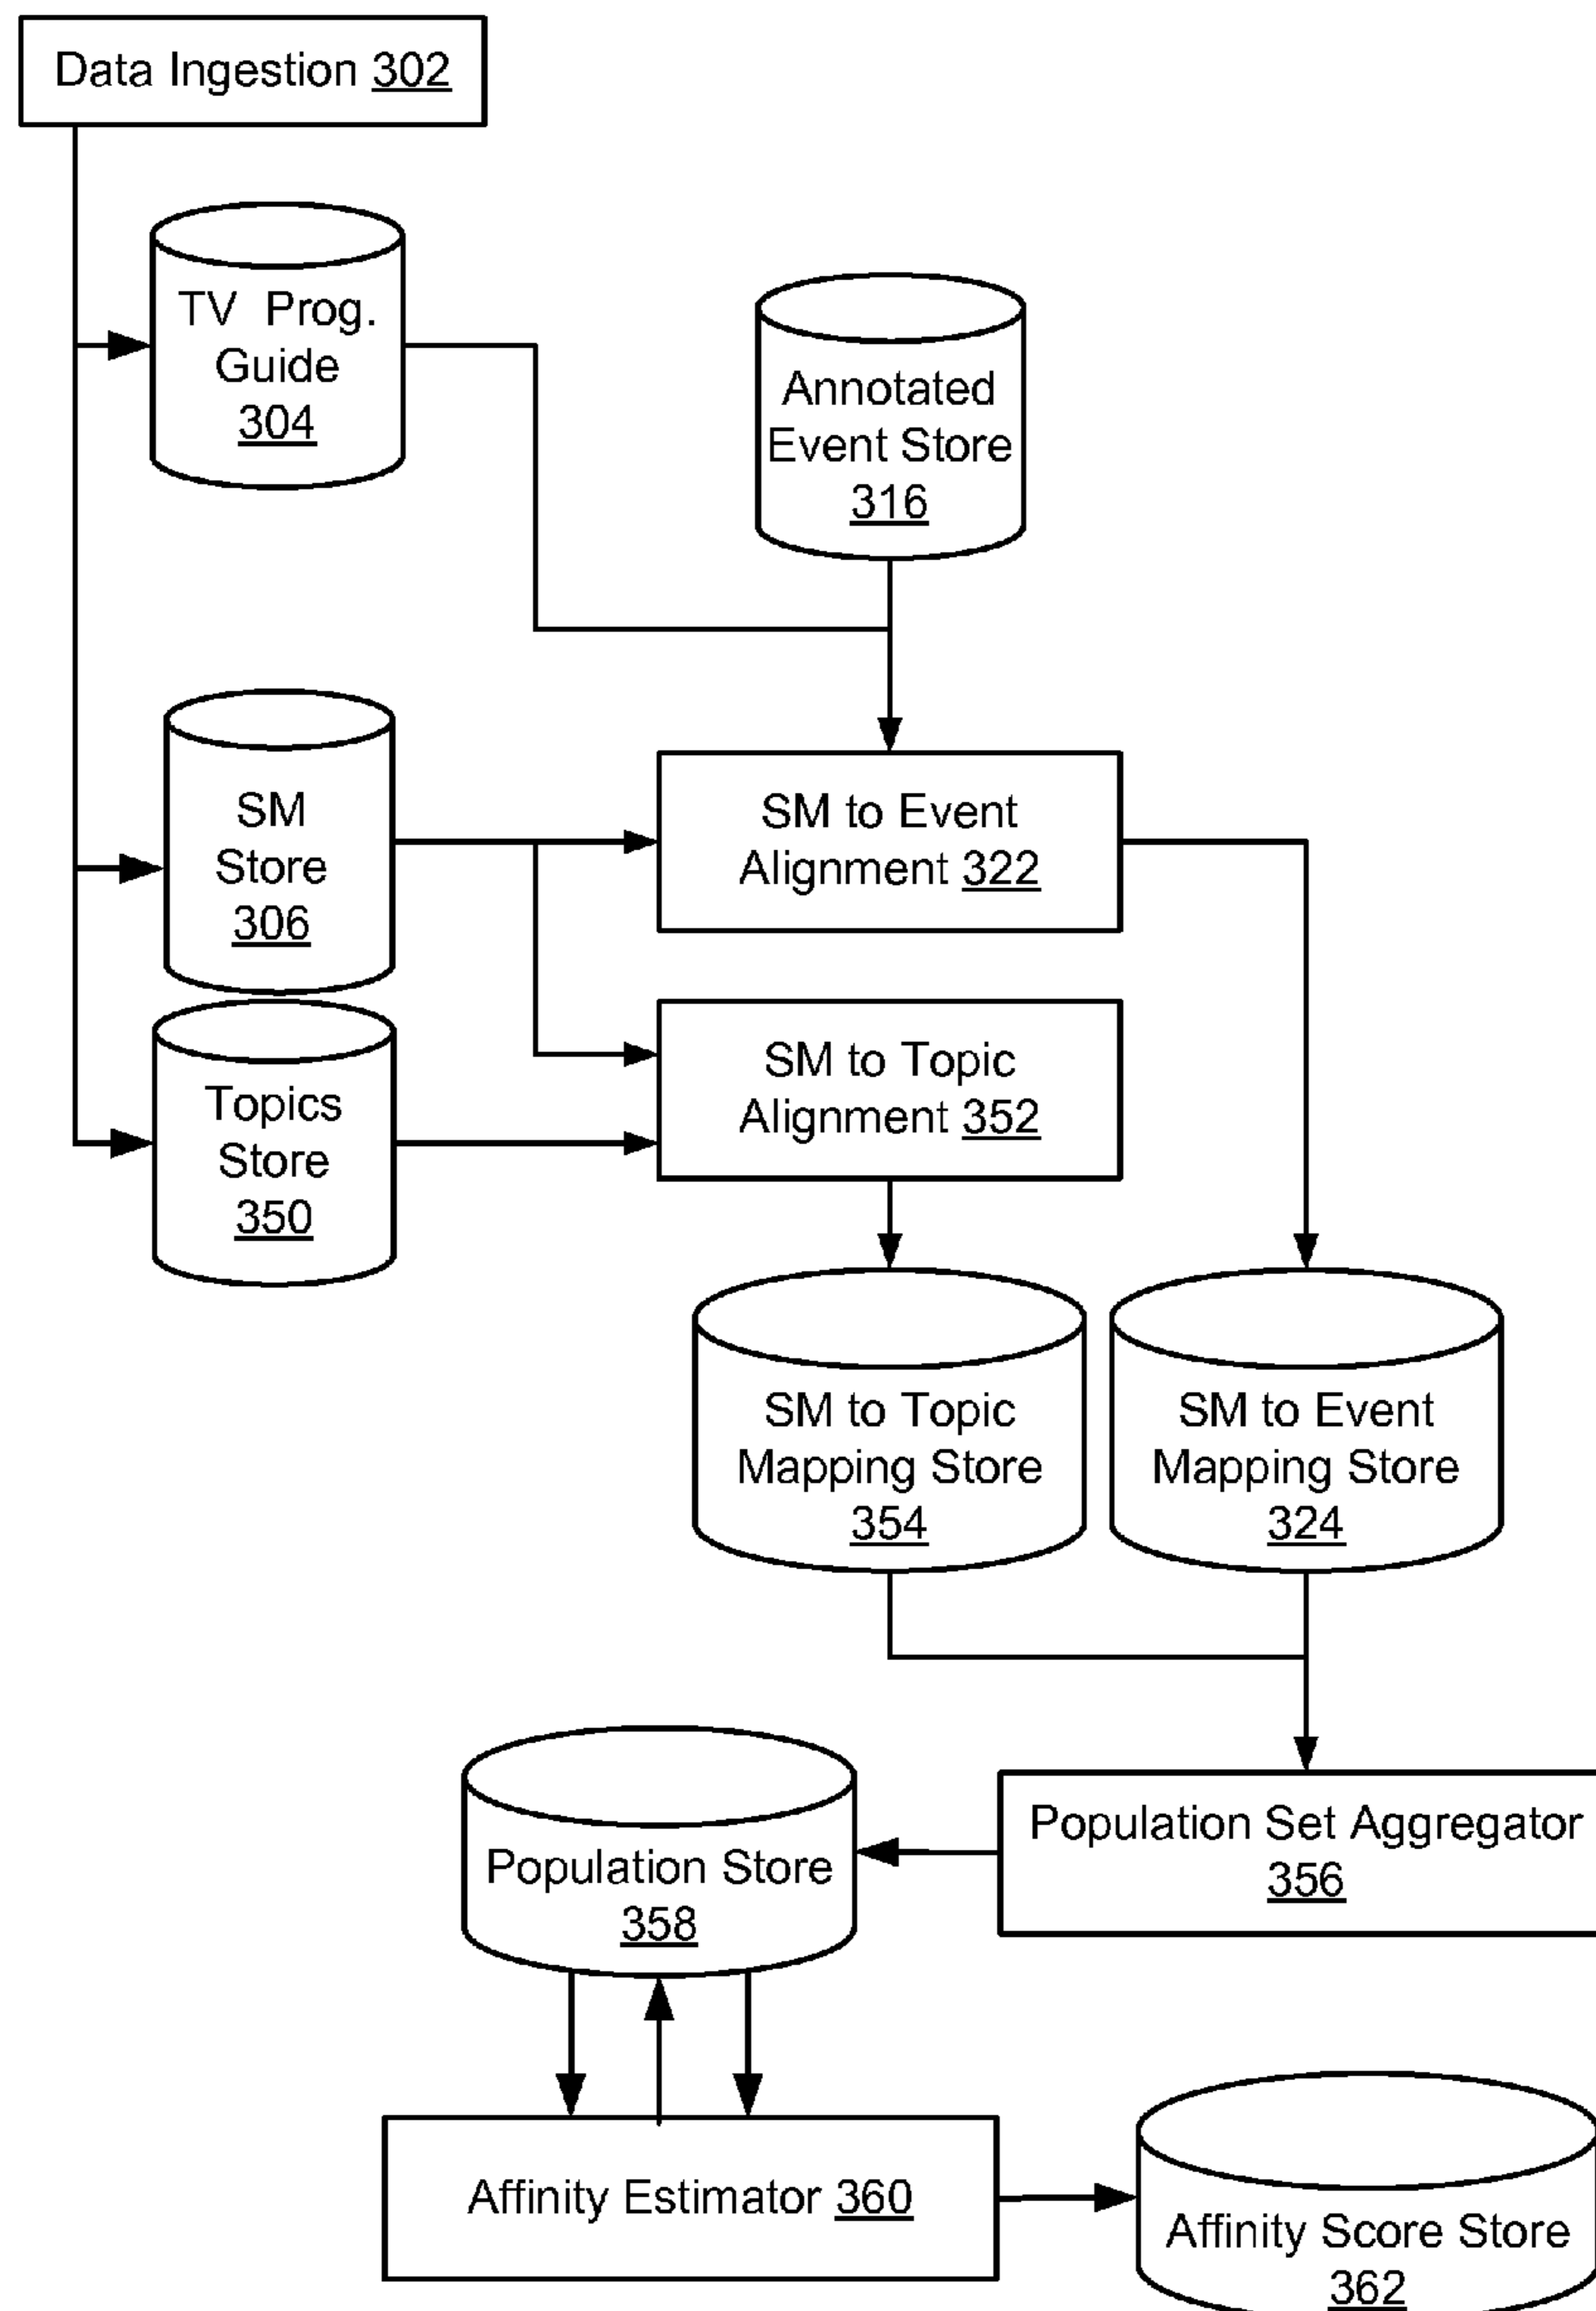 Data Ingestion 302
TV Prog.
Guide
304
Annotated
Event Store
316
SM
Store
306
SM to Event
Alignment 322
Topics
Store
350
SM to Topic
Alignment 352
SM to Topic
Mapping Store
354
SM to Event
Mapping Store
324
Population Store
358
Population Set Aggregator
356
Affinity Estimator 360
Affinity Score Store
362